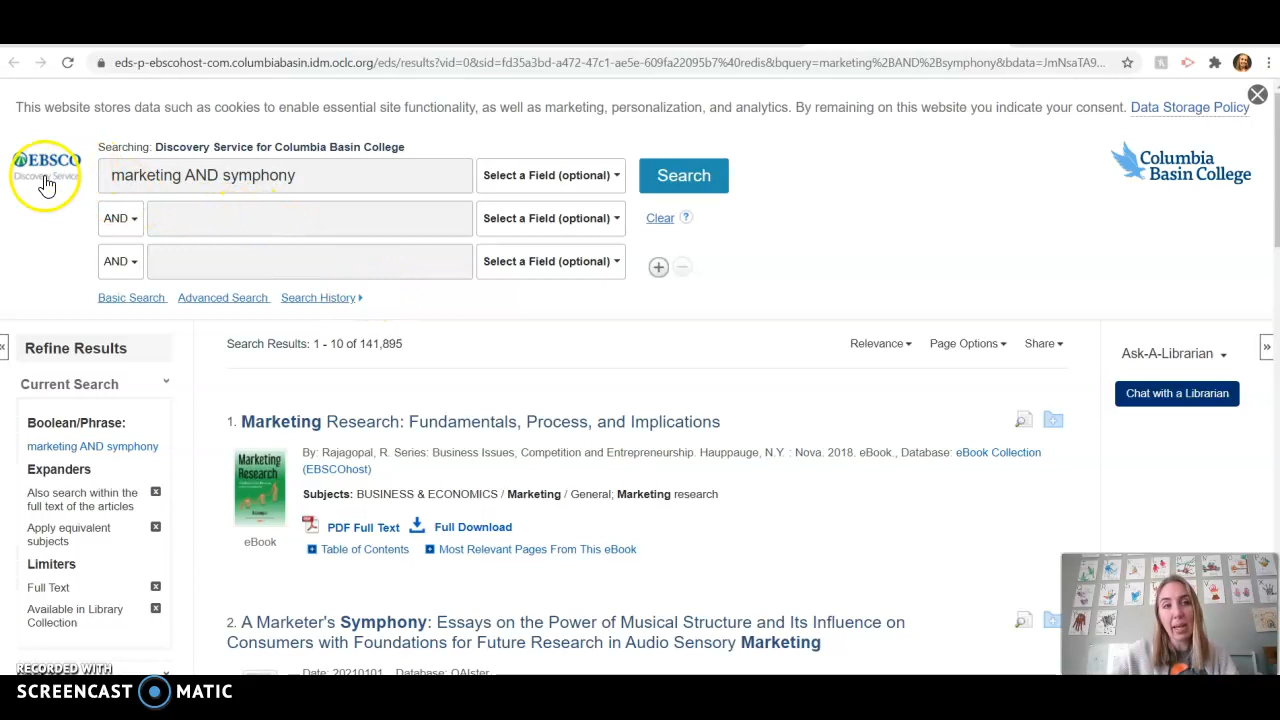 eds-p-ebscohost-com.columbiabasin.idm.oclc.org/eds/results?vid=0&sid=fd35a3bd-a472-47c1-ae5e-609fa22095b7%40redis&bquery=marketing%2BAND%2Bsymphony&bdata=JmNsaTA9...
This website stores data such as cookies to enable essential site functionality, as well as marketing, personalization, and analytics. By remaining on this website you indicate your consent. Data Storage Policy
EBSCO
Discovery Service
Searching: Discovery Service for Columbia Basin College
marketing AND symphony
Select a Field (optional)
Search
AND
Select a Field (optional)
Clear ?
AND
Select a Field (optional)
Basic Search Advanced Search Search History
Columbia
Basin College
Refine Results
Current Search
Boolean/Phrase:
marketing AND symphony
Expanders
Also search within the
full text of the articles
Apply equivalent
subjects
Limiters
Full Text
Available in Library
Collection
Search Results: 1 - 10 of 141,895
Relevance Page Options Share
1. Marketing Research: Fundamentals, Process, and Implications
Marketing
Research
eBook
By: Rajagopal, R. Series: Business Issues, Competition and Entrepreneurship. Hauppauge, N.Y. : Nova. 2018. eBook., Database: eBook Collection
(EBSCOhost)
Subjects: BUSINESS & ECONOMICS / Marketing / General; Marketing research
PDF Full Text Full Download
Table of Contents Most Relevant Pages From This eBook
2. A Marketer's Symphony: Essays on the Power of Musical Structure and Its Influence on
Consumers with Foundations for Future Research in Audio Sensory Marketing
Date: 20210101. Database: OAIster
Ask-A-Librarian
Chat with a Librarian
RECORDED WITH
SCREENCAST MATIC